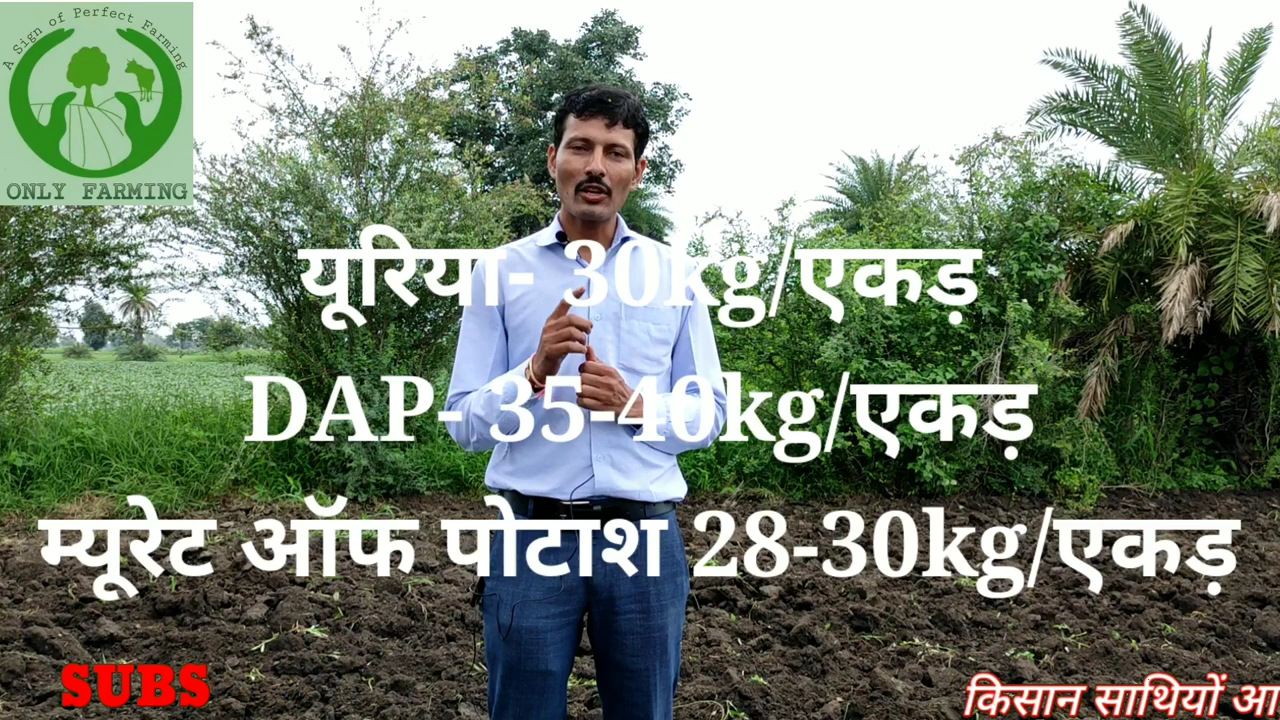 A Sign of Perfect Farming
ONLY FARMING
यूरिया- 30kg/एकड़
DAP- 35-40kg/एकड़
म्यूरेट ऑफ पोटाश 28-30kg/एकड़
SUBS
किसान साथियों आ